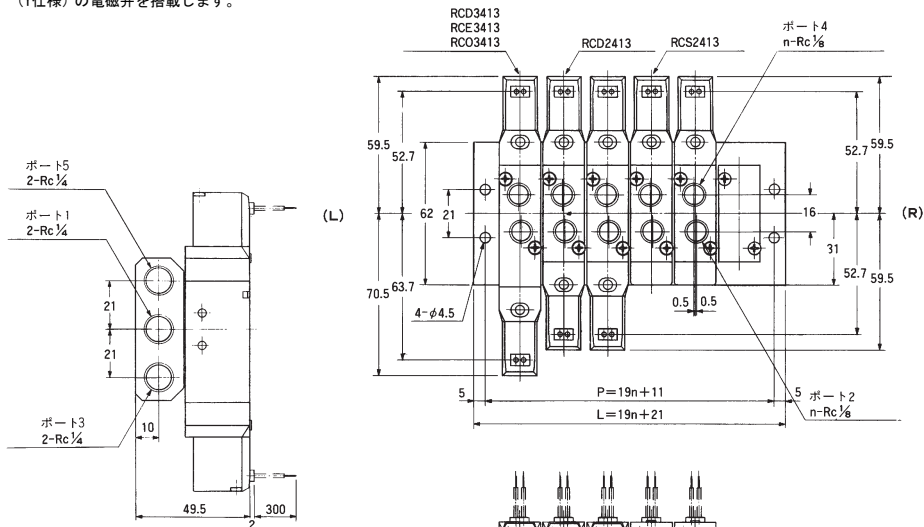 (I仕様)の電磁弁を搭載します。
RCD3413
RCE3413
RCO3413
RCD2413
RCS2413
ポート4
n-Rc⅛
59.5
52.7
62
21
70.5
63.7
4-φ4.5
(L)
(R)
52.7
59.5
16
31
52.7
59.5
0.5
0.5
5
P=19n+11
5
L=19n+21
ポート2
n-Rc⅛
ポート5
2-Rc¼
ポート1
2-Rc¼
21
21
ポート3
2-Rc¼
10
49.5
300
2